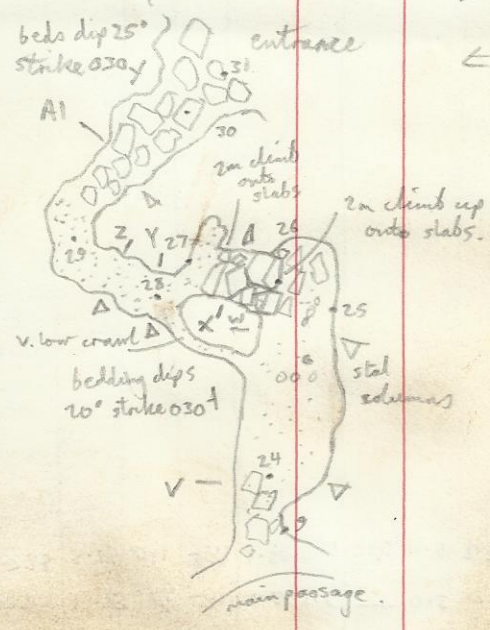 beds dip 25°
strike 030
entrance
31
A1
30
2m climb
onto
slabs
2m climb up
onto slabs.
Z
Y
27
26
29
28
25
X
W
v. low crawl
bedding dips
20° strike 030
stal
columns
24
V
9
main passage.